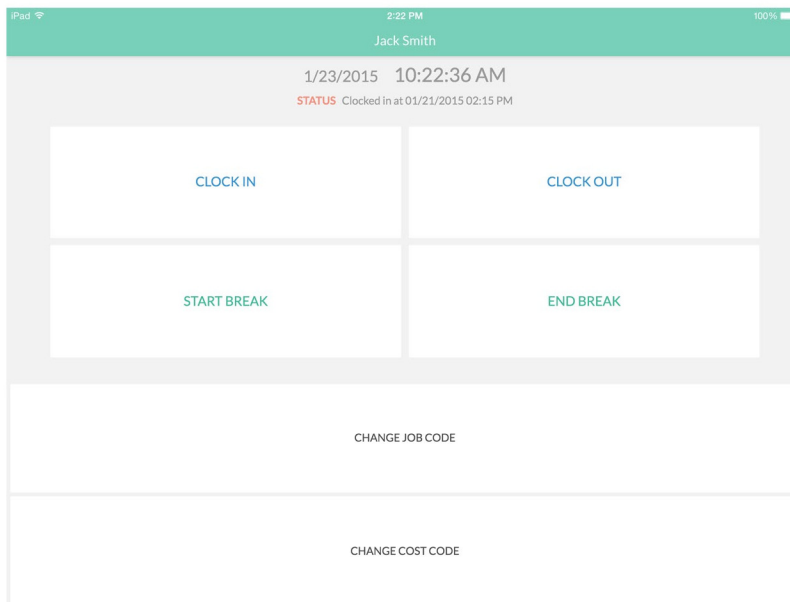 iPad 2:22 PM 100%
Jack Smith
1/23/2015 10:22:36 AM
STATUS Clocked in at 01/21/2015 02:15 PM
CLOCK IN CLOCK OUT
START BREAK END BREAK
CHANGE JOB CODE
CHANGE COST CODE